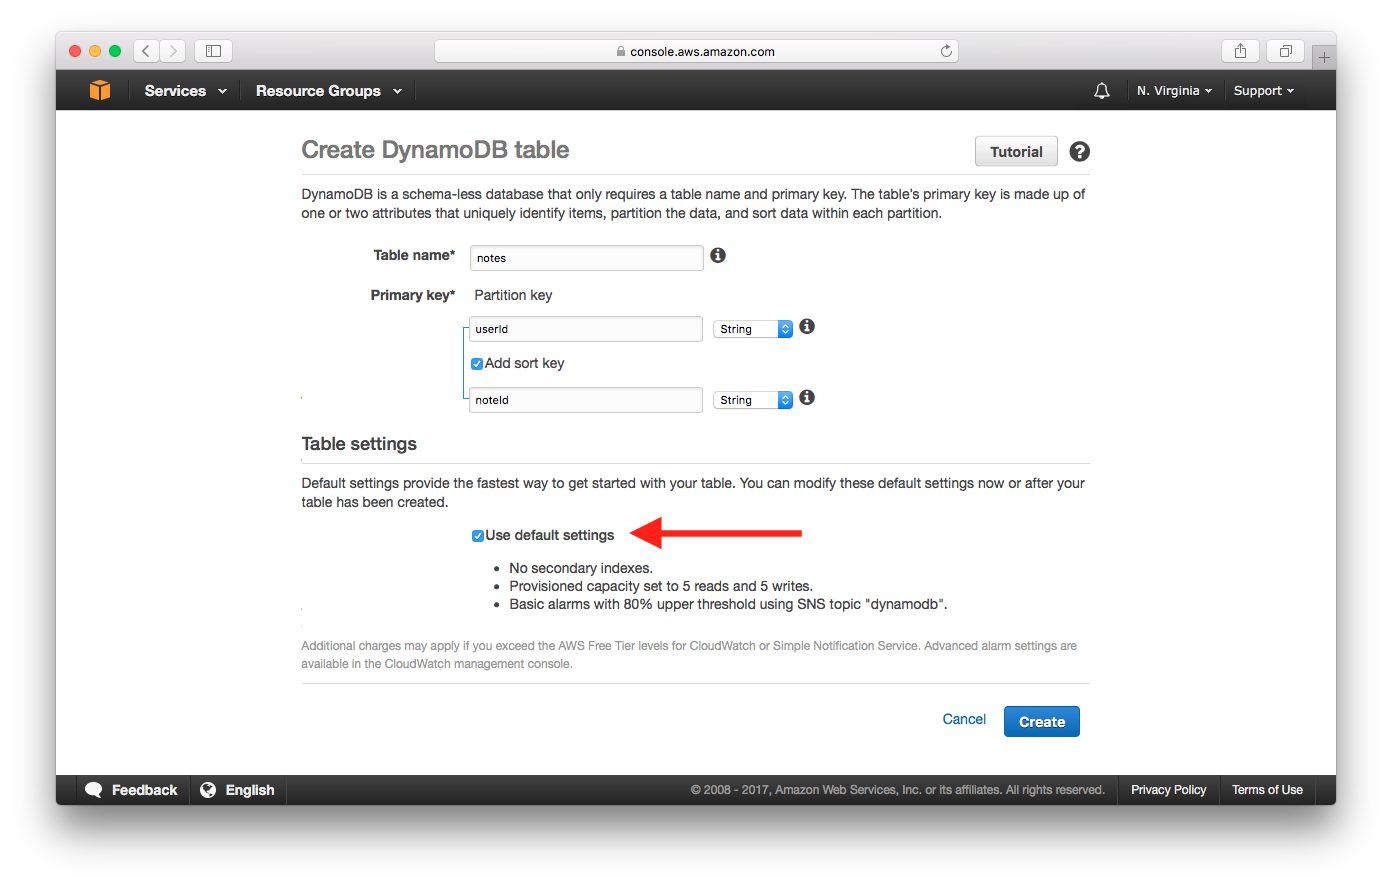 console.aws.amazon.com
Services Resource Groups N. Virginia Support
Create DynamoDB table Tutorial ?
DynamoDB is a schema-less database that only requires a table name and primary key. The table's primary key is made up of
one or two attributes that uniquely identify items, partition the data, and sort data within each partition.
Table name* notes
Primary key* Partition key
userId String
Add sort key
noteId String
Table settings
Default settings provide the fastest way to get started with your table. You can modify these default settings now or after your
table has been created.
Use default settings
• No secondary indexes.
• Provisioned capacity set to 5 reads and 5 writes.
• Basic alarms with 80% upper threshold using SNS topic "dynamodb".
Additional charges may apply if you exceed the AWS Free Tier levels for CloudWatch or Simple Notification Service. Advanced alarm settings are
available in the CloudWatch management console.
Cancel Create
Feedback English © 2008 - 2017, Amazon Web Services, Inc. or its affiliates. All rights reserved. Privacy Policy Terms of Use